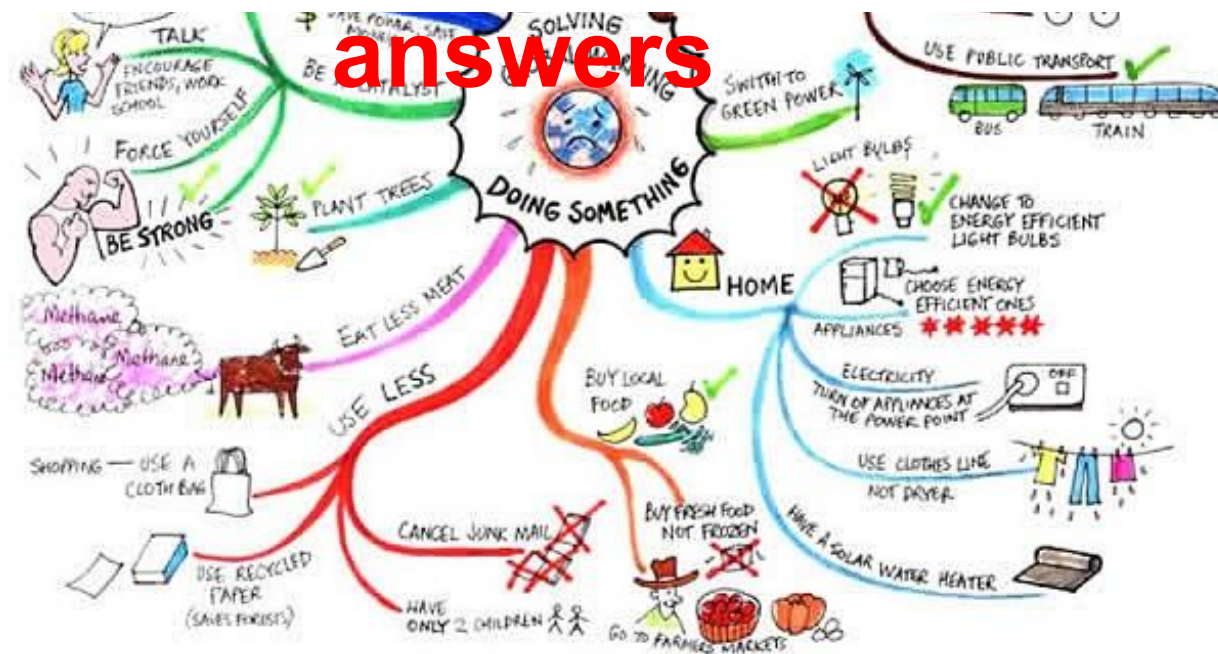 SOLVING
answers
WARMING
DOING SOMETHING
TALK
ENCOURAGE
FRIENDS, WORK
SCHOOL
BE
A CATALYST
FORCE YOURSELF
BE STRONG
PLANT TREES
EAT LESS MEAT
Methane
Methane
Methane
USE LESS
SHOPPING — USE A
CLOTH BAG
USE RECYCLED
PAPER
(SAVES FORISTS)
CANCEL JUNK MAIL
HAVE
ONLY 2 CHILDREN
BUY LOCAL
FOOD
BUY FRESH FOOD
NOT FROZEN
GO TO FARMERS MARKETS
SWITH TO
GREEN POWER
USE PUBLIC TRANSPORT
BUS
TRAIN
HOME
LIGHT BULBS
CHANGE TO
ENERGY EFFICIENT
LIGHT BULBS
CHOOSE ENERGY
EFFICIENT ONES
APPLIANCES
ELECTRICITY
TURN OF APPLIANCES AT
THE POWER POINT
OFF
USE CLOTHES LINE
NOT DRYER
HAVE A SOLAR WATER HEATER